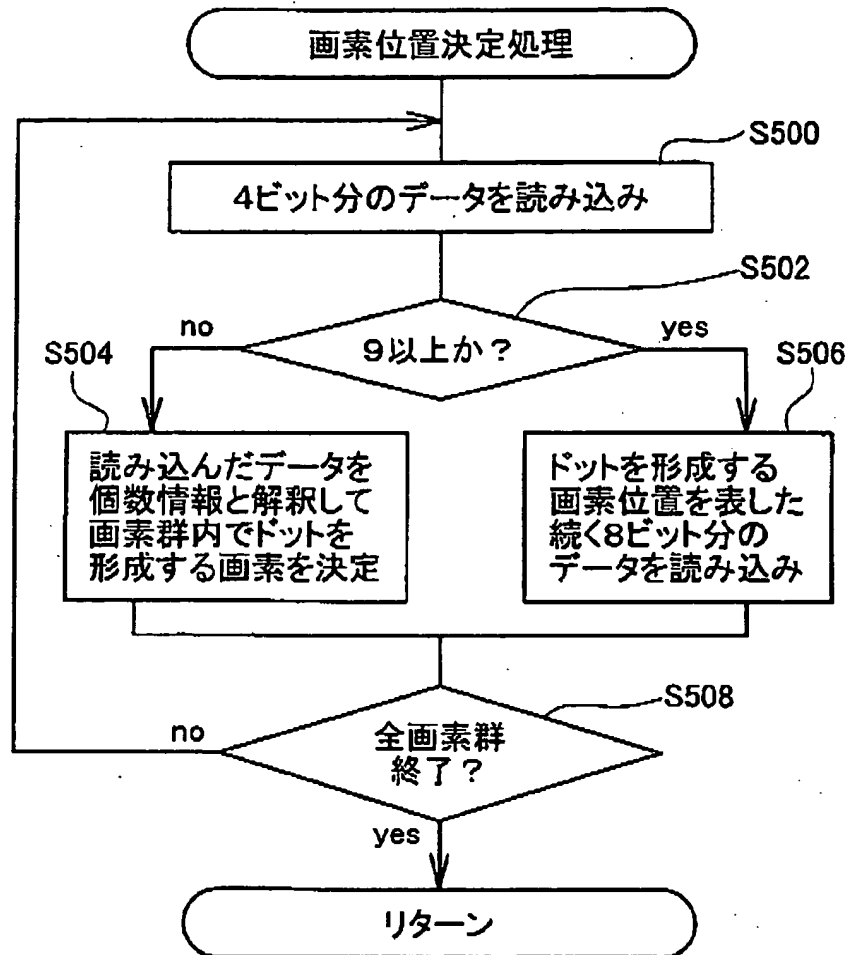 画素位置決定処理
S500
4ビット分のデータを読み込み
S502
no
9以上か？
yes
S504
S506
読み込んだデータを
個数情報と解釈して
画素群内でドットを
形成する画素を決定
ドットを形成する
画素位置を表した
続く8ビット分の
データを読み込み
S508
no
全画素群
終了？
yes
リターン